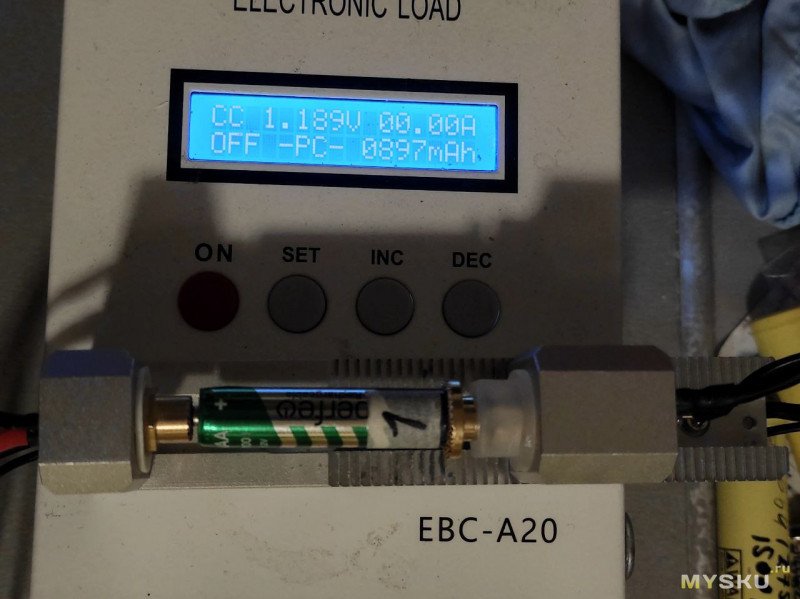 ELECTRONIC LOAD
CC 1.189V 00.00A
OFF -PC- 0897mAh
ON SET INC DEC
+
perfeo
1
EBC-A20
MYSKU.ru